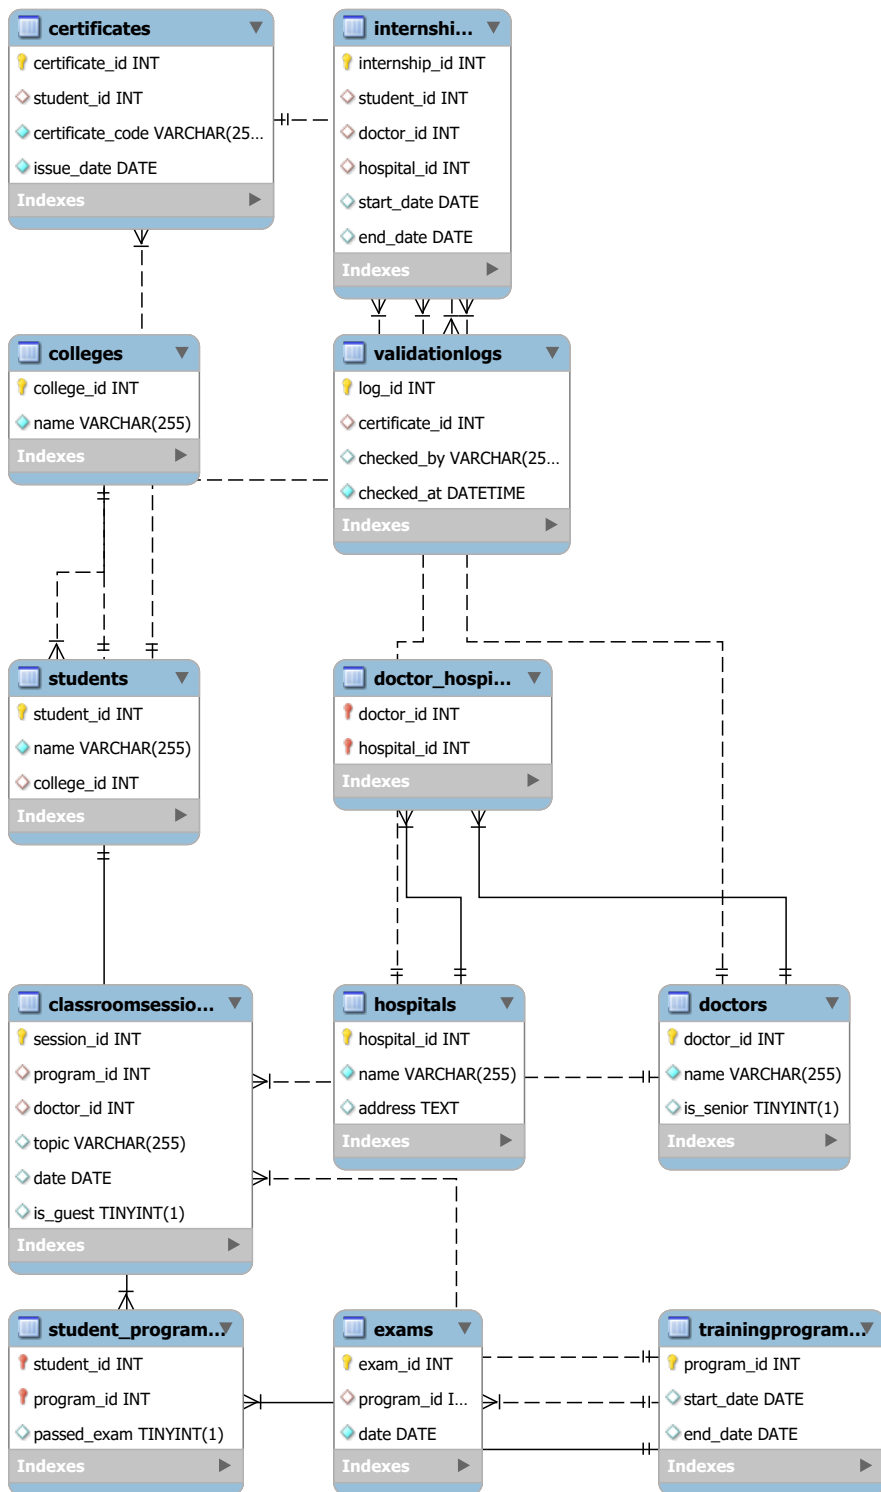 certificates
certificate_id INT
student_id INT
certificate_code VARCHAR(25...
issue_date DATE
Indexes
internshi...
internship_id INT
student_id INT
doctor_id INT
hospital_id INT
start_date DATE
end_date DATE
Indexes
colleges
college_id INT
name VARCHAR(255)
Indexes
validationlogs
log_id INT
certificate_id INT
checked_by VARCHAR(25...
checked_at DATETIME
Indexes
students
student_id INT
name VARCHAR(255)
college_id INT
Indexes
doctor_hospi...
doctor_id INT
hospital_id INT
Indexes
classroomsessio...
session_id INT
program_id INT
doctor_id INT
topic VARCHAR(255)
date DATE
is_guest TINYINT(1)
Indexes
hospitals
hospital_id INT
name VARCHAR(255)
address TEXT
Indexes
doctors
doctor_id INT
name VARCHAR(255)
is_senior TINYINT(1)
Indexes
student_program...
student_id INT
program_id INT
passed_exam TINYINT(1)
Indexes
exams
exam_id INT
program_id I...
date DATE
Indexes
trainingprogram...
program_id INT
start_date DATE
end_date DATE
Indexes